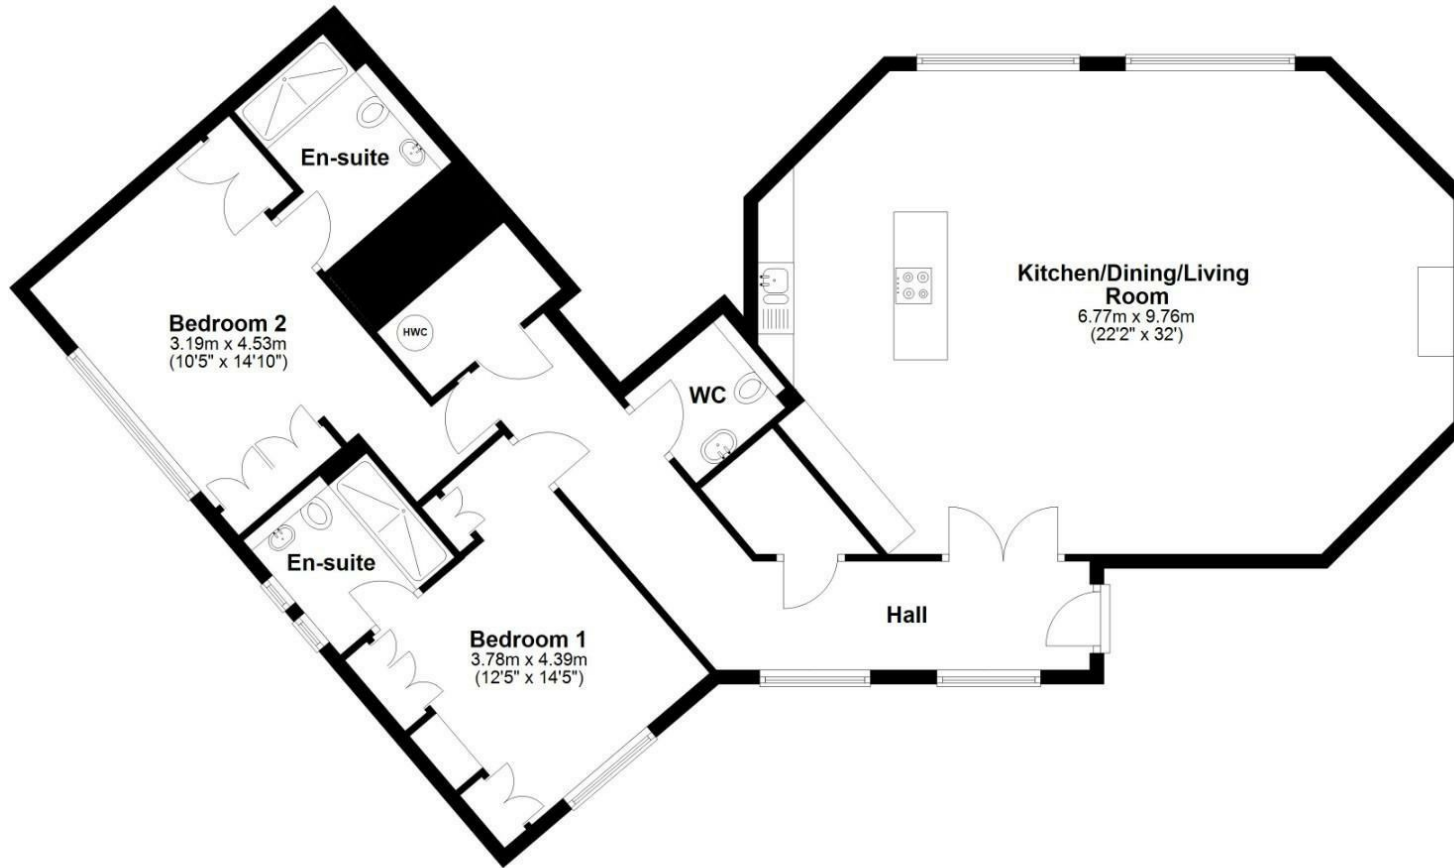 En-suite
Bedroom 2
3.19m x 4.53m
(10'5" x 14'10")
HWC
WC
Kitchen/Dining/Living
Room
6.77m x 9.76m
(22'2" x 32')
En-suite
Bedroom 1
3.78m x 4.39m
(12'5" x 14'5")
Hall